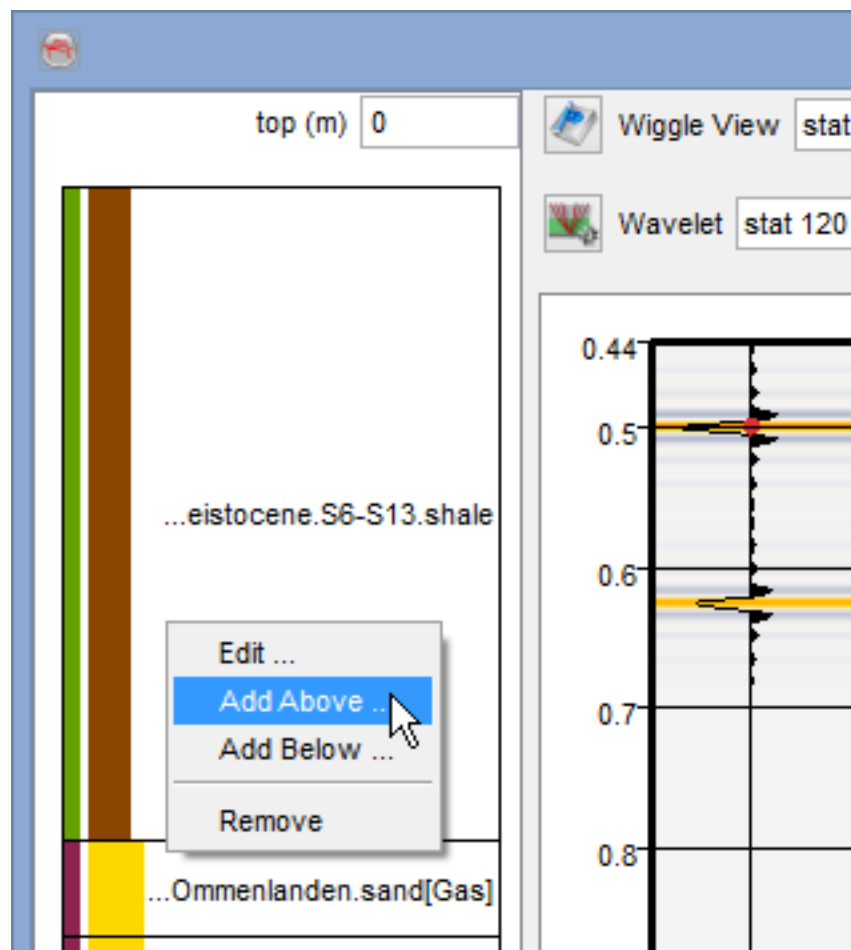 top (m) 0
Wiggle View stat
Wavelet stat 120
...eistocene.S6-S13.shale
Edit ...
Add Above ...
Add Below ...
Remove
...Ommenlanden.sand[Gas]
0.44
0.5
0.6
0.7
0.8